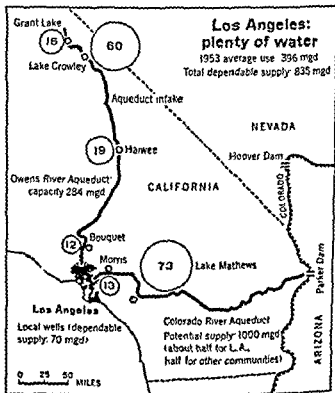 Los Angeles:
plenty of water
1953 average use 396 mgd
Total dependable supply: 835 mgd
Grant Lake
16
60
Lake Crowley
Aqueduct intake
NEVADA
Hoover Dam
19
Haiwee
Owens River Aqueduct:
capacity 284 mgd
CALIFORNIA
COLORADO
12
Bouquet
Morris
73
Lake Mathews
Parker Dam
13
Los Angeles
Local wells (dependable
supply: 70 mgd)
Colorado River Aqueduct
Potential supply: 1000 mgd
(about half for L.A.,
half for other communities)
ARIZONA
0 25 50
MILES